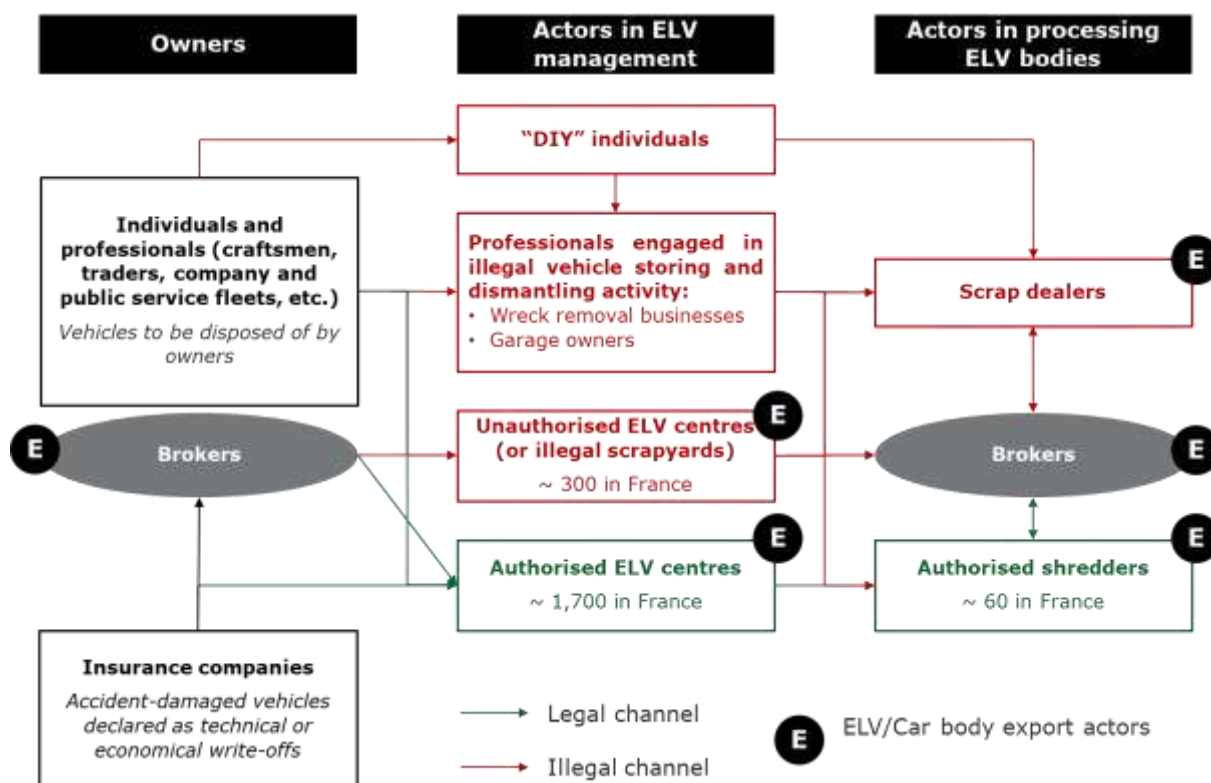 Owners
Actors in ELV
management
Actors in processing
ELV bodies
“DIY” individuals
Individuals and
professionals (craftsmen,
traders, company and
public service fleets, etc.)
Vehicles to be disposed of by
owners
Professionals engaged in
illegal vehicle storing and
dismantling activity:
• Wreck removal businesses
• Garage owners
E
Scrap dealers
E
Brokers
Unauthorised ELV centres
(or illegal scrapyards)
~ 300 in France
E
Brokers
E
Authorised ELV centres
~ 1,700 in France
E
Authorised shredders
~ 60 in France
E
Insurance companies
Accident-damaged vehicles
declared as technical or
economical write-offs
Legal channel
Illegal channel
E
ELV/Car body export actors